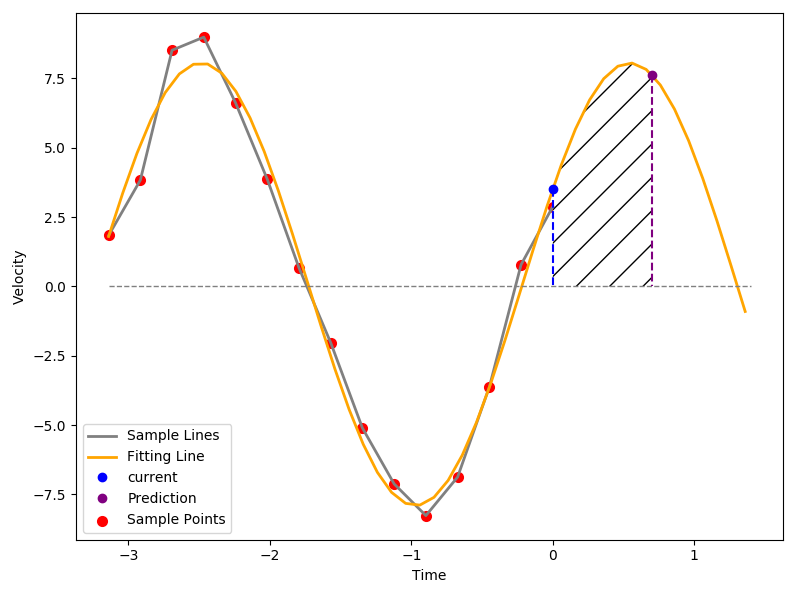 Velocity
7.5
5.0
2.5
0.0
−2.5
−5.0
−7.5
Sample Lines
Fitting Line
current
Prediction
Sample Points
−3
−2
−1
0
1
Time